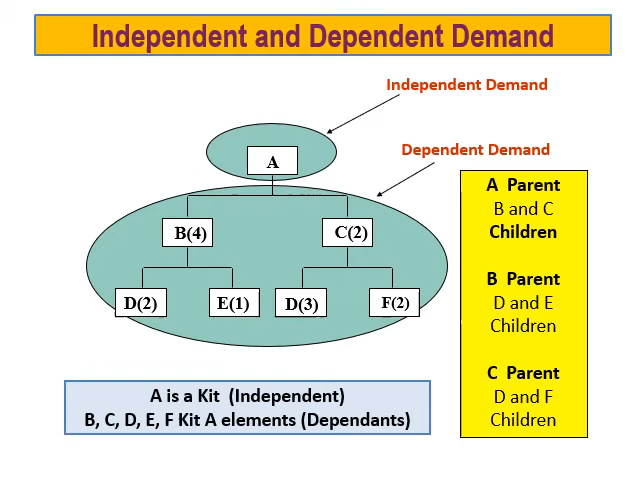 Independent and Dependent Demand
Independent Demand
Dependent Demand
A
B(4)
C(2)
D(2)
E(1)
D(3)
F(2)
A Parent
B and C
Children
B Parent
D and E
Children
C Parent
D and F
Children
A is a Kit (Independent)
B, C, D, E, F Kit A elements (Dependants)